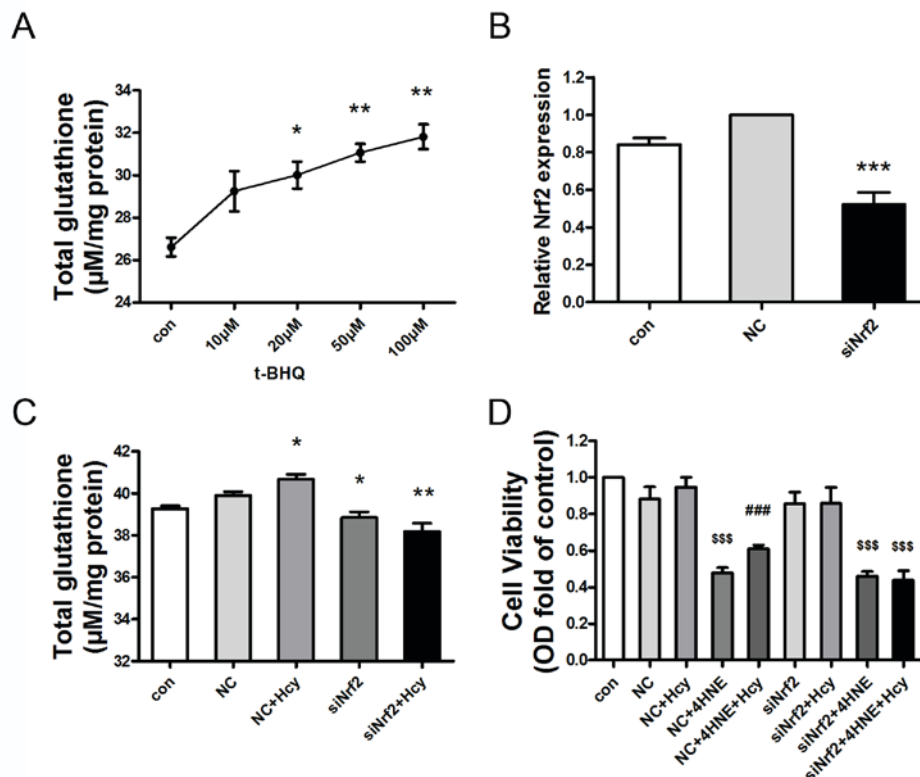 A
Total glutathione
(µM/mg protein)
34
32
30
28
26
24
*
**
**
con
10µM
20µM
50µM
100µM
t-BHQ
B
Relative Nrf2 expression
1.2
1.0
0.8
0.6
0.4
0.2
0.0
***
con
NC
siNrf2
C
Total glutathione
(µM/mg protein)
42
40
38
36
34
32
*
*
**
con
NC
NC+Hcy
siNrf2
siNrf2+Hcy
D
Cell Viability
(OD fold of control)
1.2
1.0
0.8
0.6
0.4
0.2
0.0
$$$
###
$$$
$$$
con
NC
NC+Hcy
NC+4HNE
NC+4HNE+Hcy
siNrf2
siNrf2+Hcy
siNrf2+4HNE
siNrf2+4HNE+Hcy